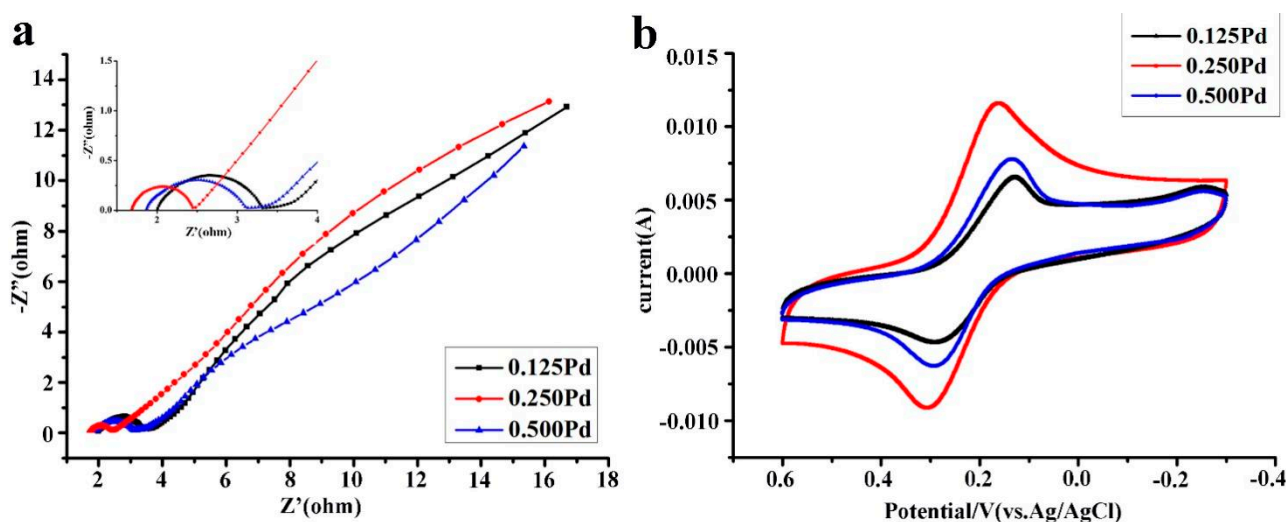 a
-Z''(ohm)
14
12
10
8
6
4
2
0
2
4
6
8
10
12
14
16
18
Z'(ohm)
-Z''(ohm)
1.5
1.0
0.5
0.0
2
3
4
Z'(ohm)
0.125Pd
0.250Pd
0.500Pd
b
current(A)
0.015
0.010
0.005
0.000
-0.005
-0.010
0.6
0.4
0.2
0.0
-0.2
-0.4
Potential/V(vs.Ag/AgCl)
0.125Pd
0.250Pd
0.500Pd